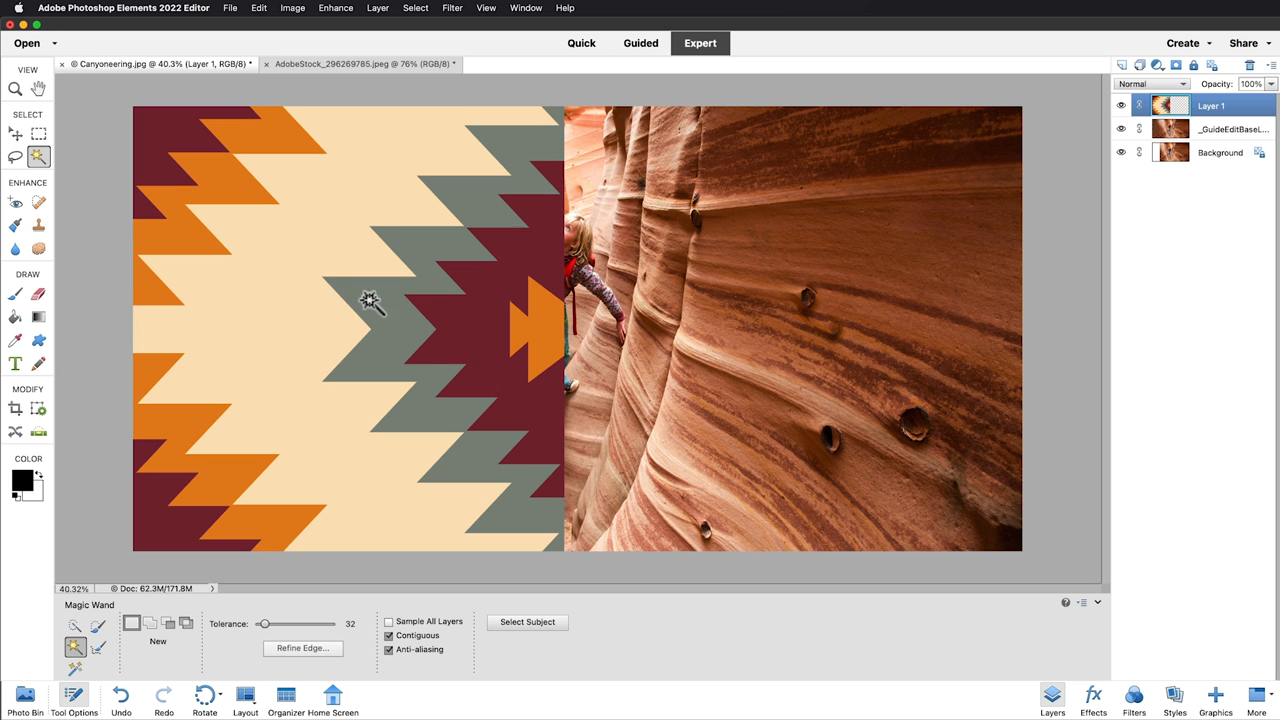 Adobe Photoshop Elements 2022 Editor File Edit Image Enhance Layer Select Filter View Window Help
Open Quick Guided Expert Create Share
× © Canyoneering.jpg @ 40.3% (Layer 1, RGB/8) * × AdobeStock_296269785.jpeg @ 76% (RGB/8) *
VIEW
SELECT
ENHANCE
DRAW
T
MODIFY
COLOR
Normal Opacity: 100%
Layer 1
_GuideEditBaseL...
Background
40.32% © Doc: 62.3M/171.8M
Magic Wand
New
Tolerance: 32
Refine Edge...
Sample All Layers
Contiguous
Anti-aliasing
Select Subject
Photo Bin Tool Options Undo Redo Rotate Layout Organizer Home Screen Layers Effects Filters Styles Graphics More
fx